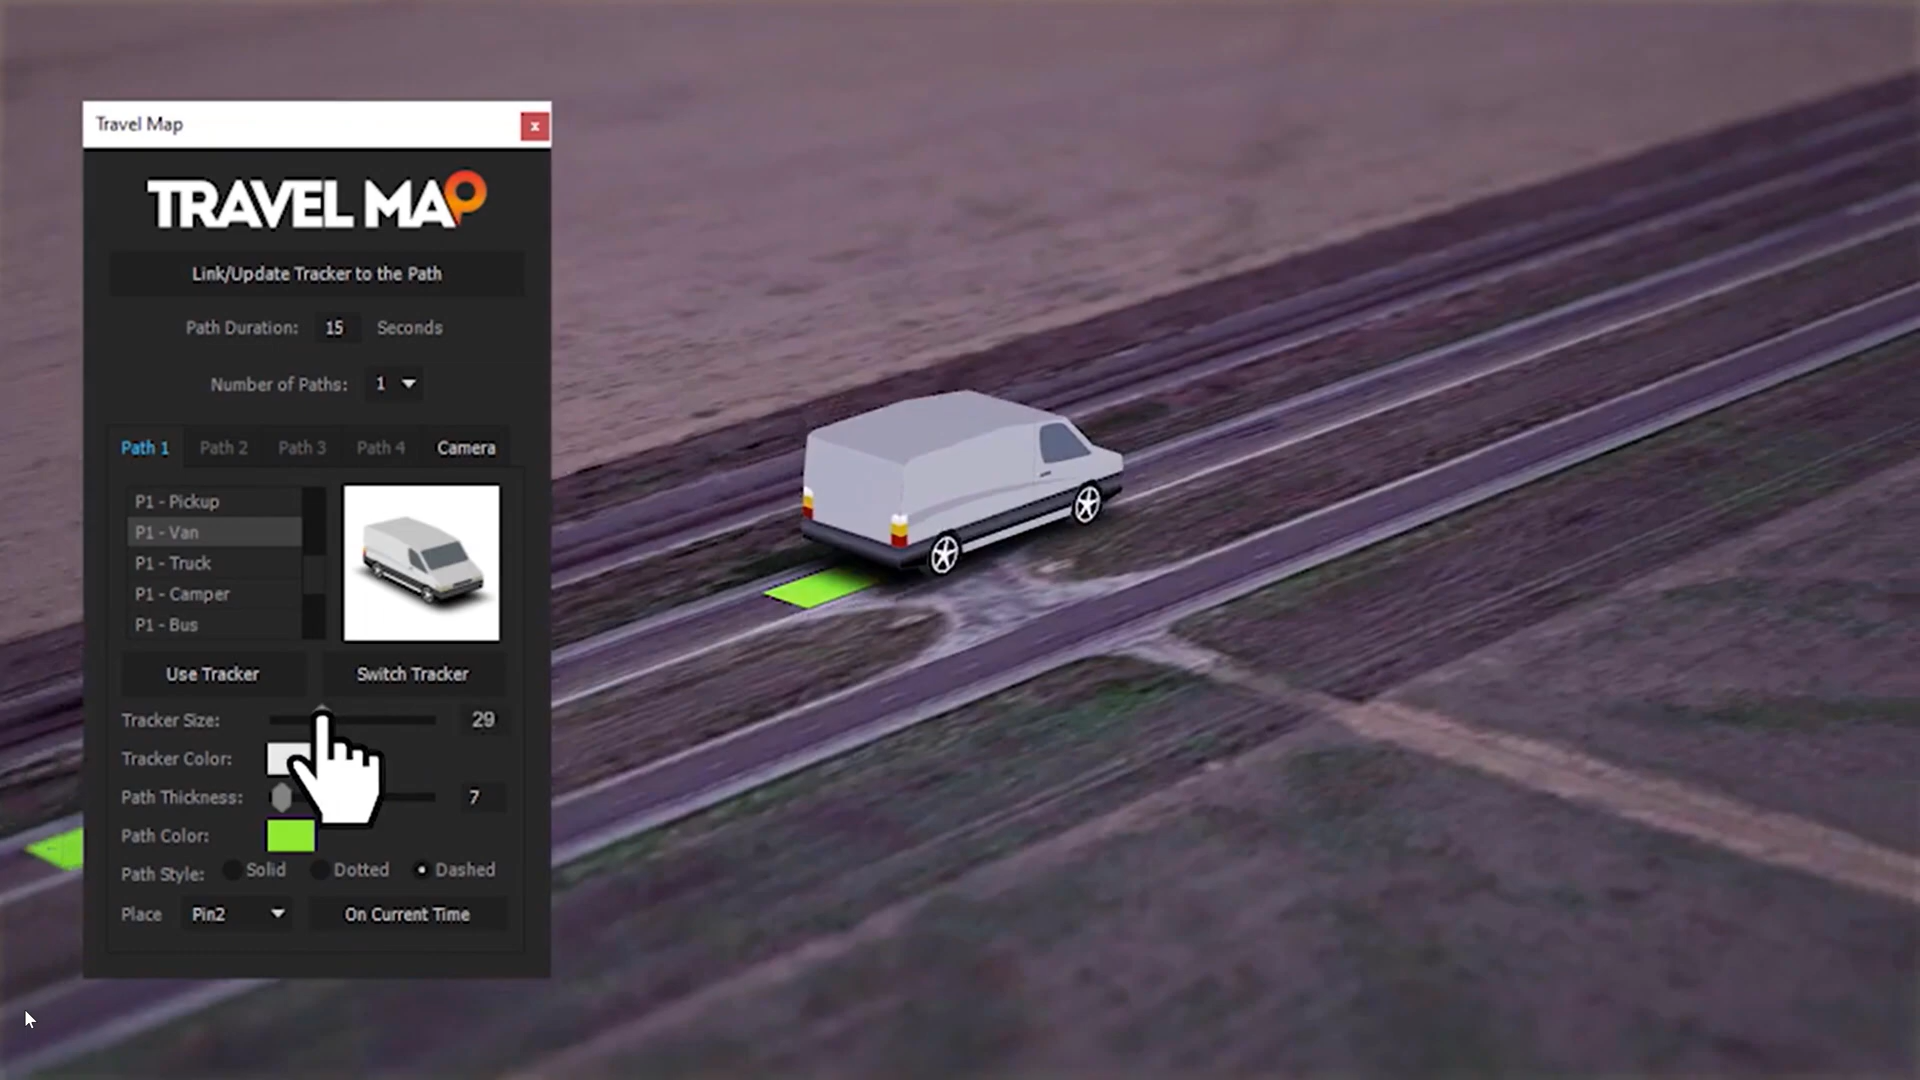 Travel Map
x
TRAVEL MAP
Link/Update Tracker to the Path
Path Duration: 15 Seconds
Number of Paths: 1
Path 1 Path 2 Path 3 Path 4 Camera
P1 - Pickup
P1 - Van
P1 - Truck
P1 - Camper
P1 - Bus
Use Tracker Switch Tracker
Tracker Size: 29
Tracker Color:
Path Thickness: 7
Path Color:
Path Style: Solid Dotted Dashed
Place Pin2 On Current Time